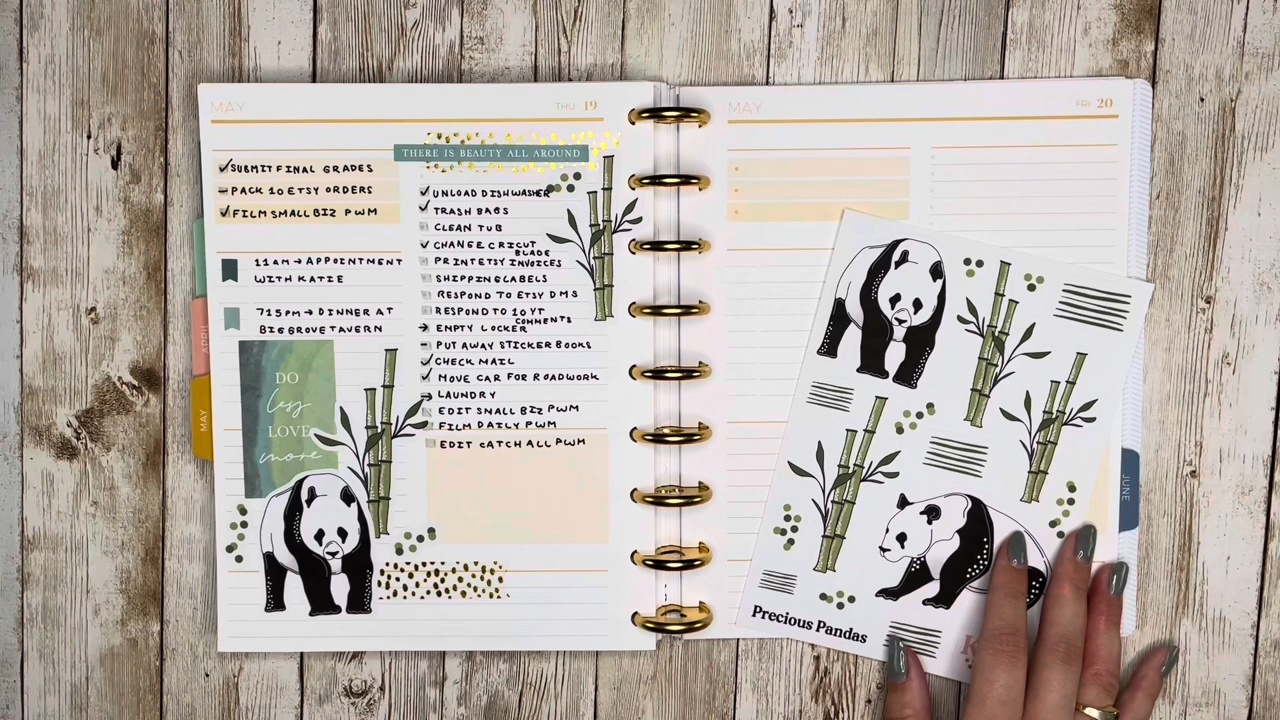 MAY
THU 19
SUBMIT FINAL GRADES
PACK 10 ETSY ORDERS
FILM SMALL BIZ PWM
11AM → APPOINTMENT
WITH KATIE
715PM → DINNER AT
BIG GROVE TAVERN
DO
less
LOVE
more
THERE IS BEAUTY ALL AROUND
UNLOAD DISHWASHER
TRASH BAGS
CLEAN TUB
CHANGE CRICUT
BLADE
PRINT ETSY INVOICES
SHIPPING LABELS
RESPOND TO ETSY DMS
RESPOND TO 10 YT
COMMENTS
EMPTY LOCKER
PUT AWAY STICKER BOOKS
CHECK MAIL
MOVE CAR FOR ROADWORK
LAUNDRY
EDIT SMALL BIZ PWM
FILM DAILY PWM
EDIT CATCH ALL PWM
APRIL
MAY
MAY
FRI 20
JUNE
Precious Pandas